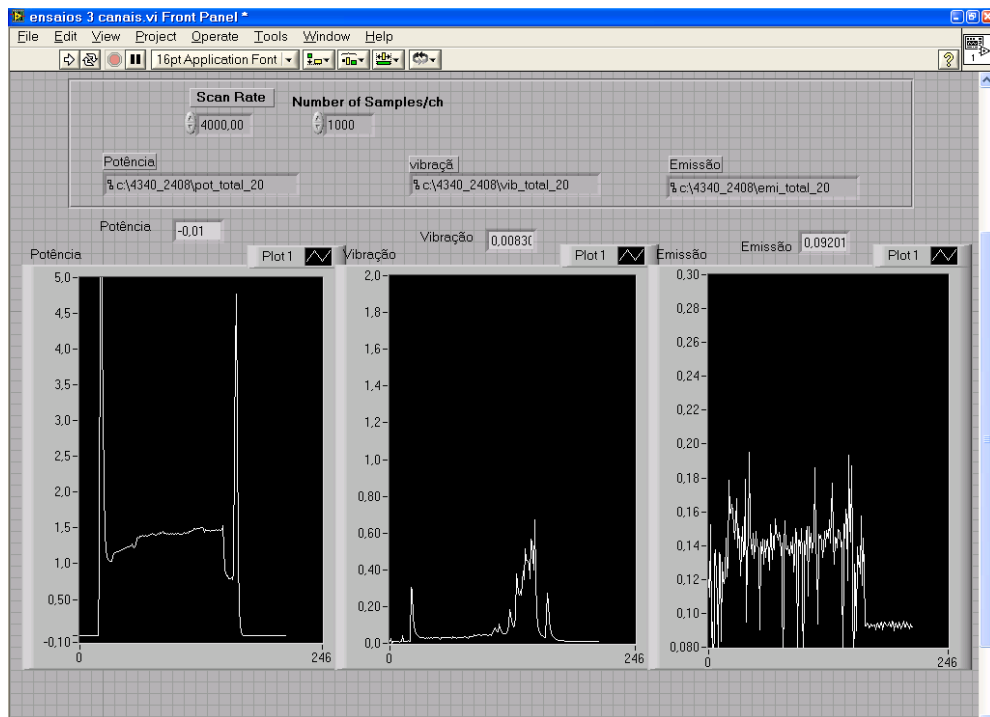 ensaios 3 canais.vi Front Panel *
File Edit View Project Operate Tools Window Help
16pt Application Font
1
Scan Rate
Number of Samples/ch
4000,00
1000
Potência
vibraçã
Emissão
c:\4340_2408\pot_total_20
c:\4340_2408\vib_total_20
c:\4340_2408\emi_total_20
Potência -0,01
Vibração 0,0083
Emissão 0,09201
Potência
Plot 1
5,0
4,5
4,0
3,5
3,0
2,5
2,0
1,5
1,0
0,50
-0,10
0
246
Vibração
Plot 1
2,0
1,8
1,6
1,4
1,2
1,0
0,80
0,60
0,40
0,20
0,0
0
246
Emissão
Plot 1
0,30
0,28
0,26
0,24
0,22
0,20
0,18
0,16
0,14
0,12
0,10
0,080
0
246